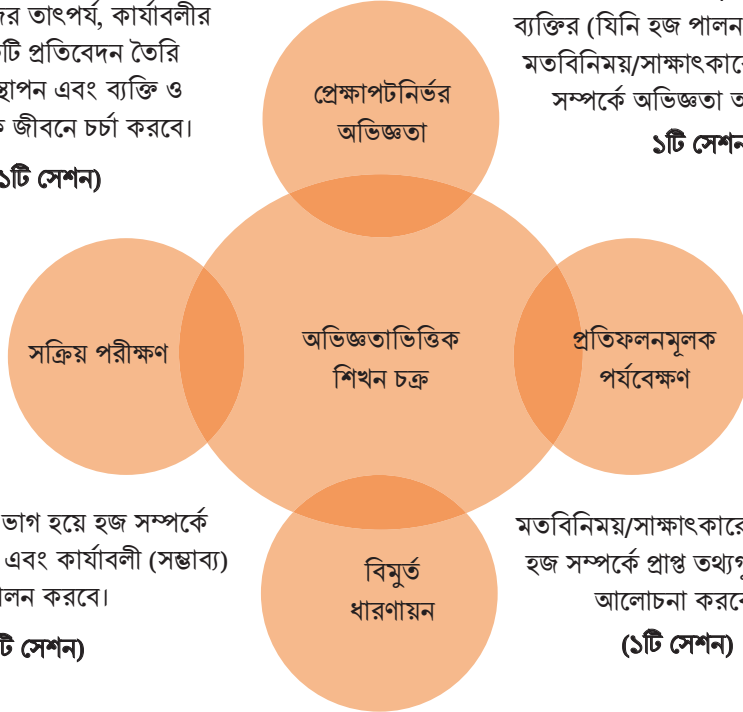 র তাৎপর্য, কার্যাবলীর
টি প্রতিবেদন তৈরি
স্থাপন এবং ব্যক্তি ও
ক জীবনে চর্চা করবে।
১টি সেশন)
ব্যক্তির (যিনি হজ পালন
মতবিনিময়/সাক্ষাৎকারে
সম্পর্কে অভিজ্ঞতা অ
১টি সেশন
প্রেক্ষাপটনির্ভর
অভিজ্ঞতা
সক্রিয় পরীক্ষণ
অভিজ্ঞতাভিত্তিক
শিখন চক্র
প্রতিফলনমূলক
পর্যবেক্ষণ
ভাগ হয়ে হজ সম্পর্কে
এবং কার্যাবলী (সম্ভাব্য)
লন করবে।
টি সেশন)
বিমুর্ত
ধারণায়ন
মতবিনিময়/সাক্ষাৎকারে
হজ সম্পর্কে প্রাপ্ত তথ্যগ
আলোচনা করবে
(১টি সেশন)